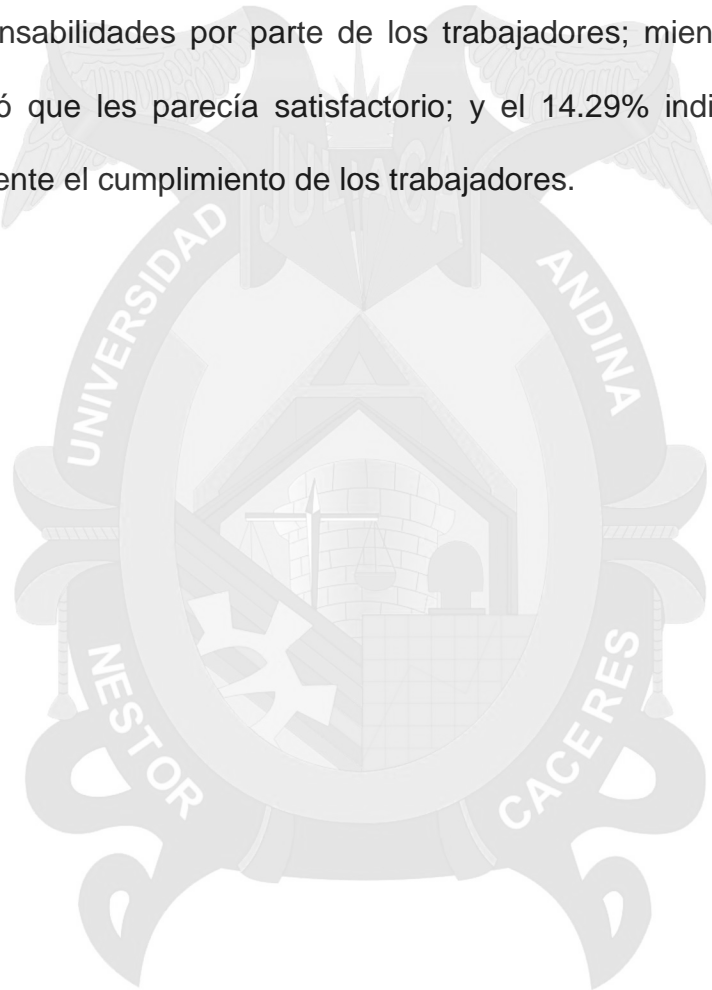 nsabilidades por parte de los trabajadores; mien
ó que les parecía satisfactorio; y el 14.29% indi
ente el cumplimiento de los trabajadores.
JULIACA
UNIVERSIDAD
ANDINA
NESTOR
CACERES